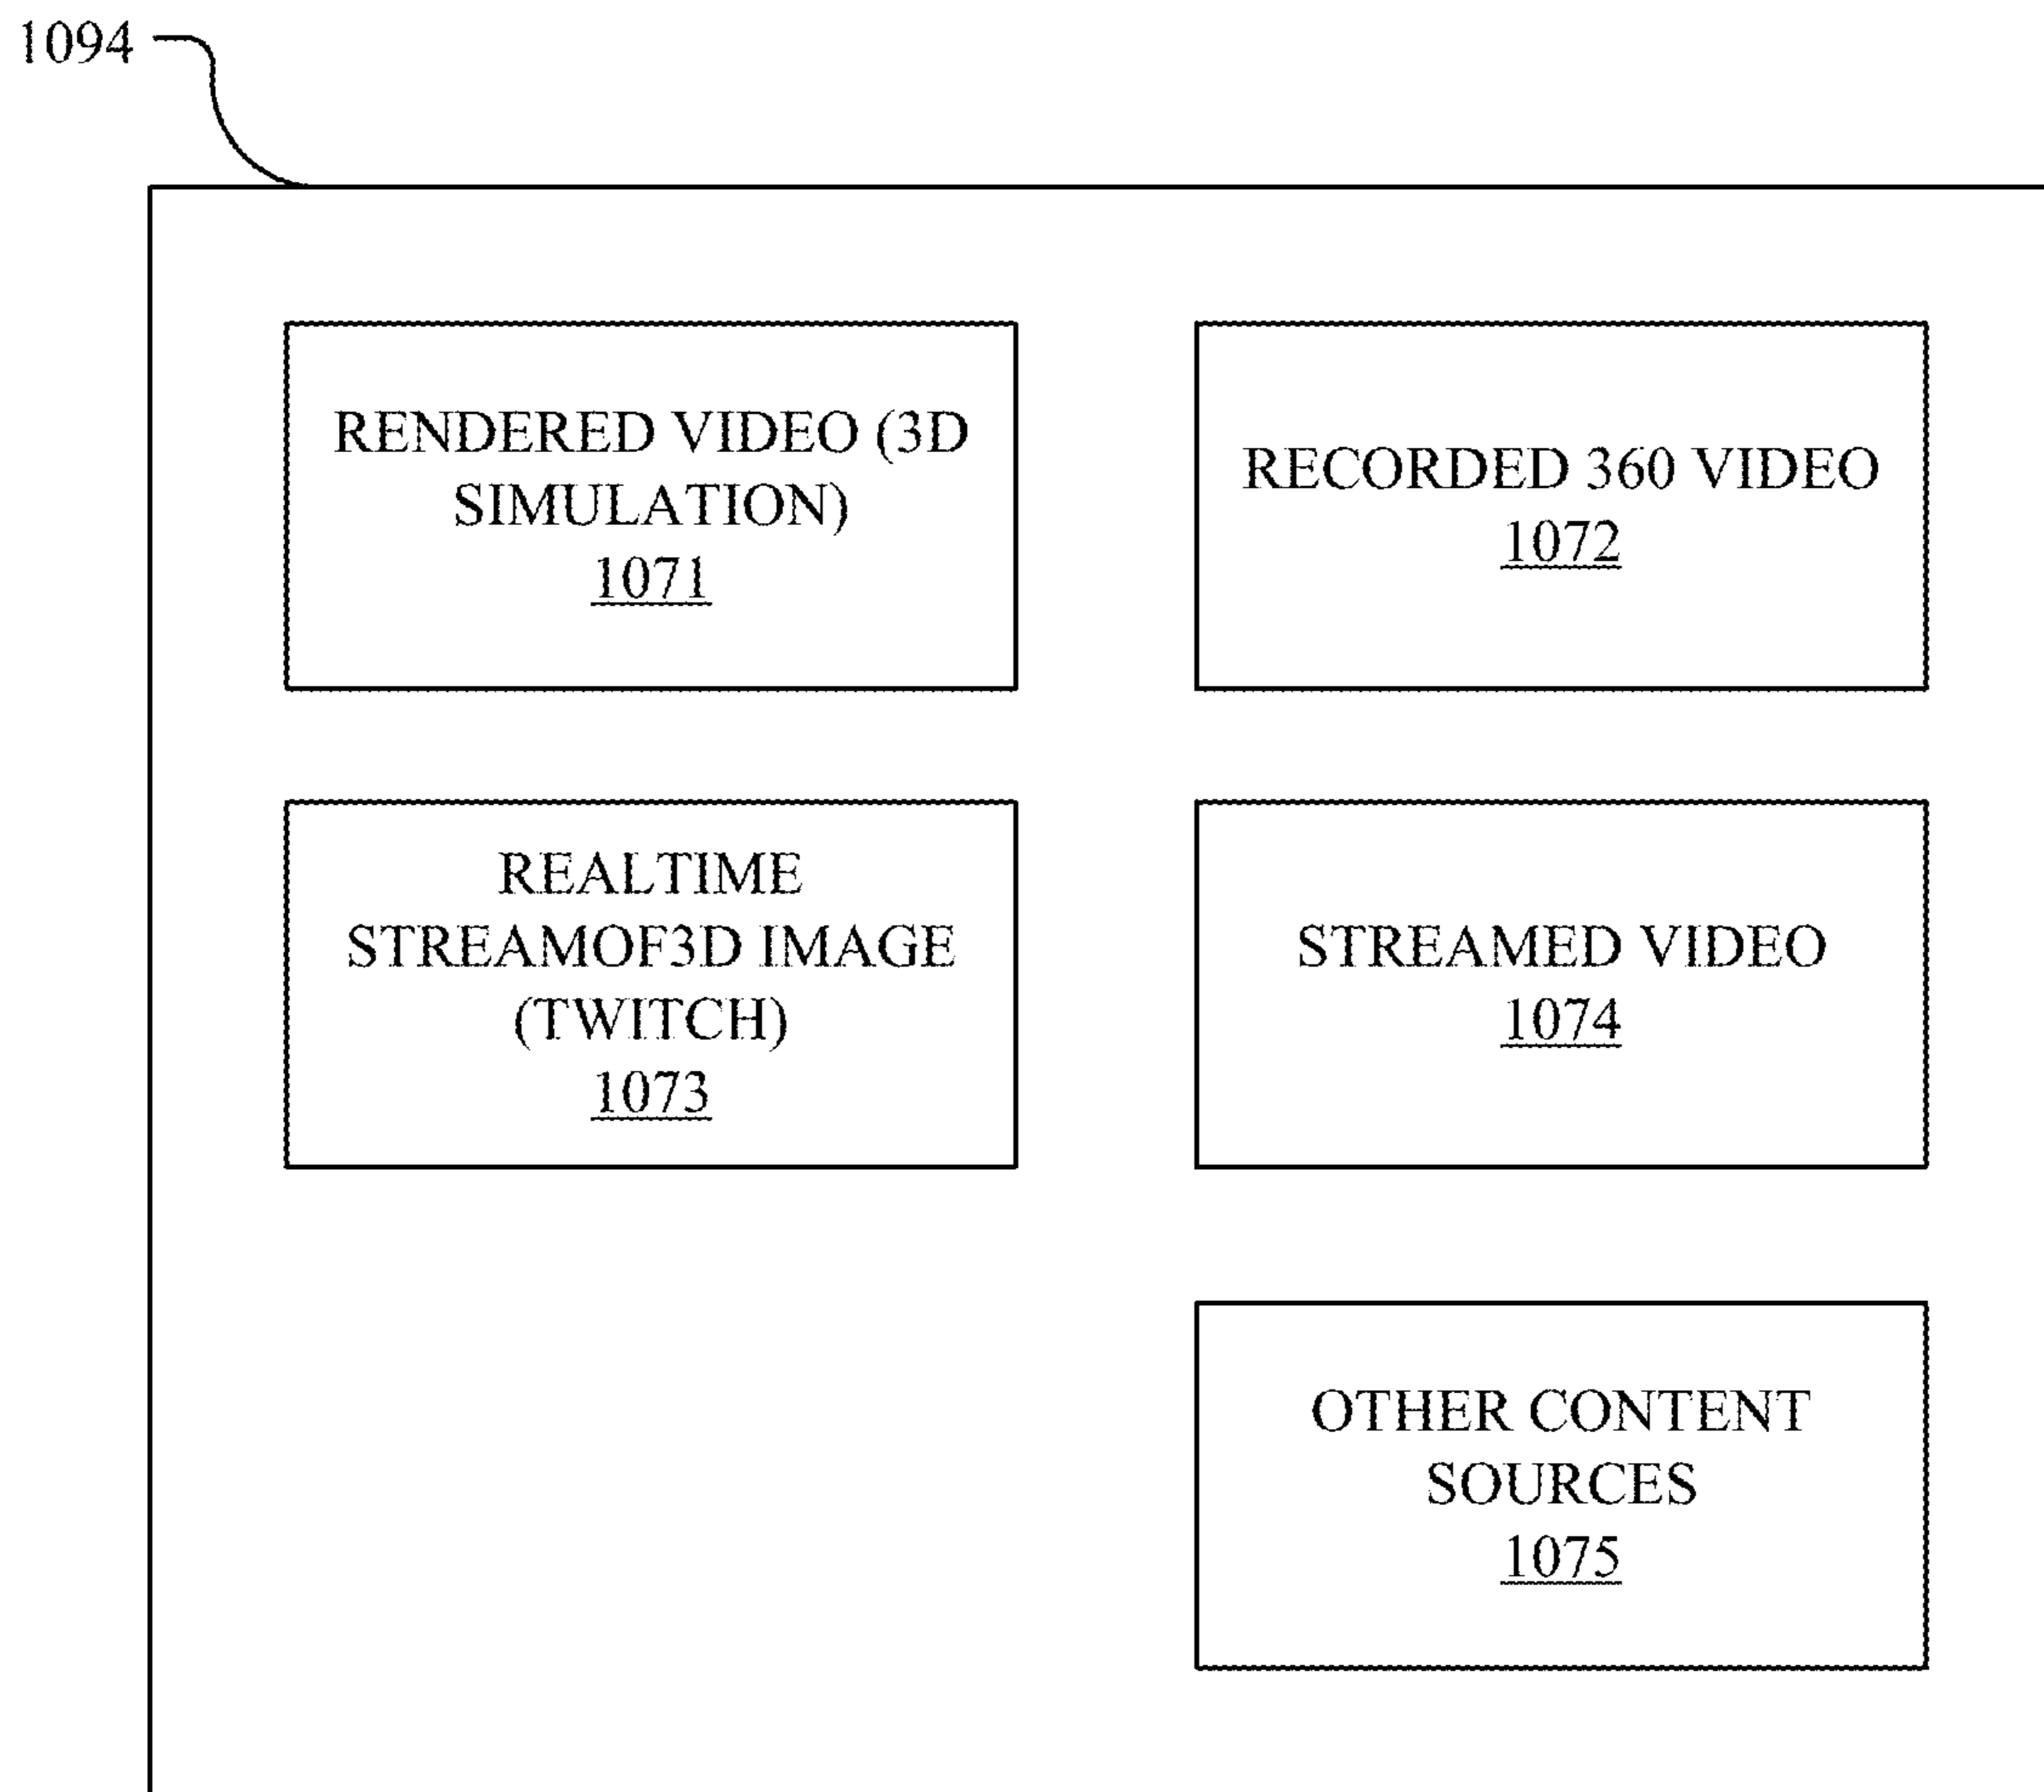 1094
RENDERED VIDEO (3D
SIMULATION)
1071
RECORDED 360 VIDEO
1072
REALTIME
STREAMOF3D IMAGE
(TWITCH)
1073
STREAMED VIDEO
1074
OTHER CONTENT
SOURCES
1075